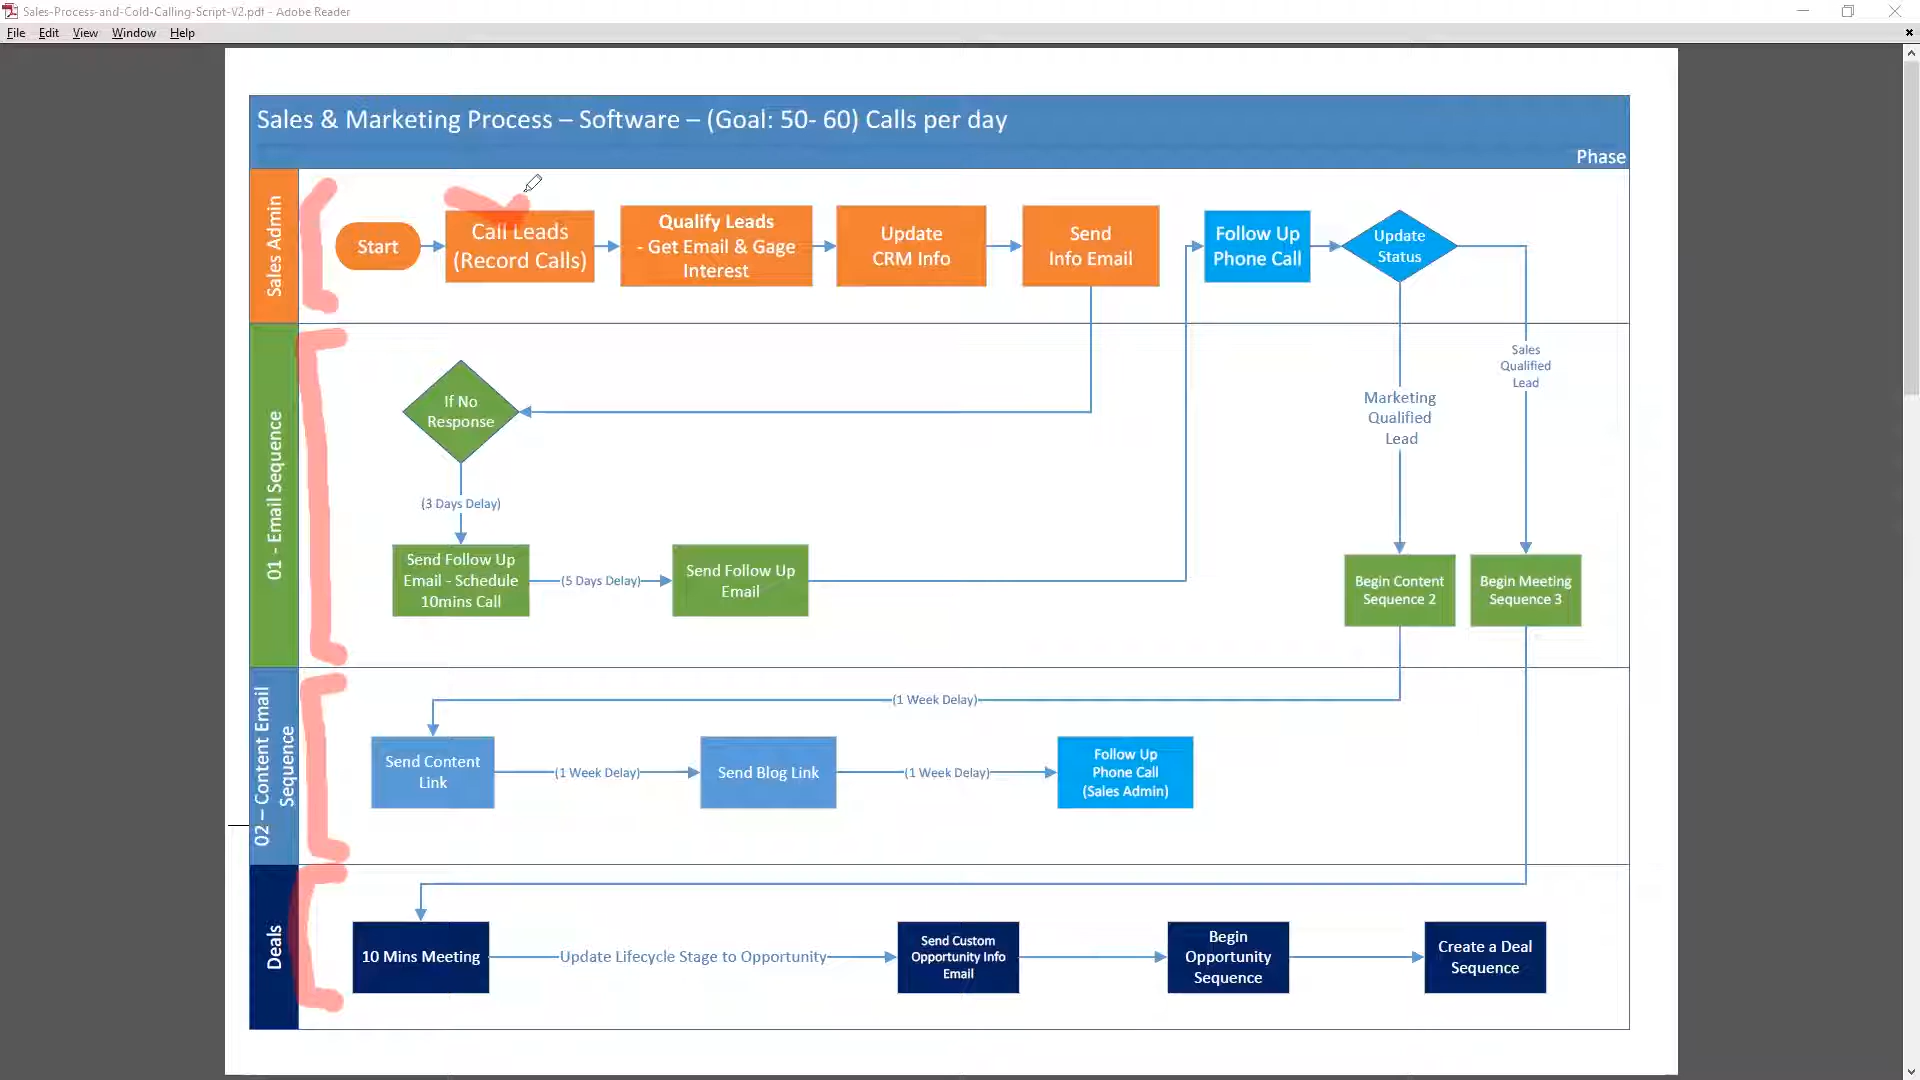 Sales-Process-and-Cold-Calling-Script-V2.pdf - Adobe Reader
File Edit View Window Help
Sales & Marketing Process – Software – (Goal: 50- 60) Calls per day
Phase
Sales Admin
Start
Call Leads
(Record Calls)
Qualify Leads
- Get Email & Gage
Interest
Update
CRM Info
Send
Info Email
Follow Up
Phone Call
Update
Status
01 - Email Sequence
If No
Response
(3 Days Delay)
Send Follow Up
Email - Schedule
10mins Call
(5 Days Delay)
Send Follow Up
Email
Marketing
Qualified
Lead
Sales
Qualified
Lead
Begin Content
Sequence 2
Begin Meeting
Sequence 3
02 – Content Email
Sequence
(1 Week Delay)
Send Content
Link
(1 Week Delay)
Send Blog Link
(1 Week Delay)
Follow Up
Phone Call
(Sales Admin)
Deals
10 Mins Meeting
Update Lifecycle Stage to Opportunity
Send Custom
Opportunity Info
Email
Begin
Opportunity
Sequence
Create a Deal
Sequence